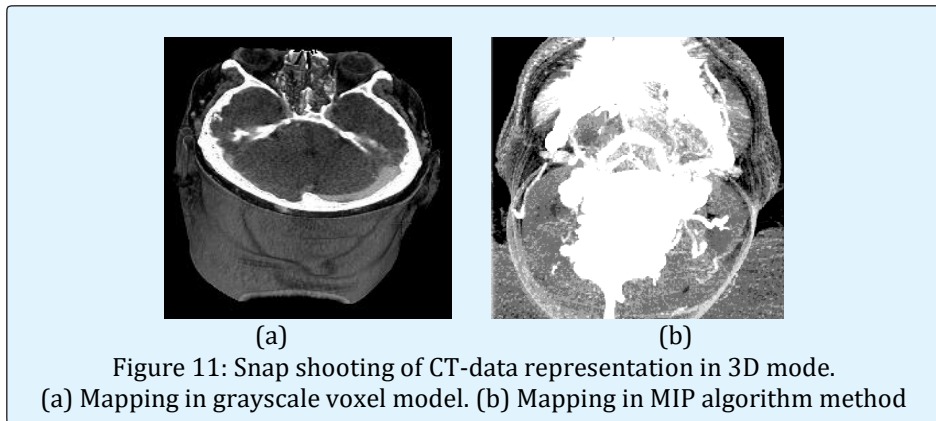 (a)
(b)
Figure 11: Snap shooting of CT-data representation in 3D mode.
(a) Mapping in grayscale voxel model. (b) Mapping in MIP algorithm method